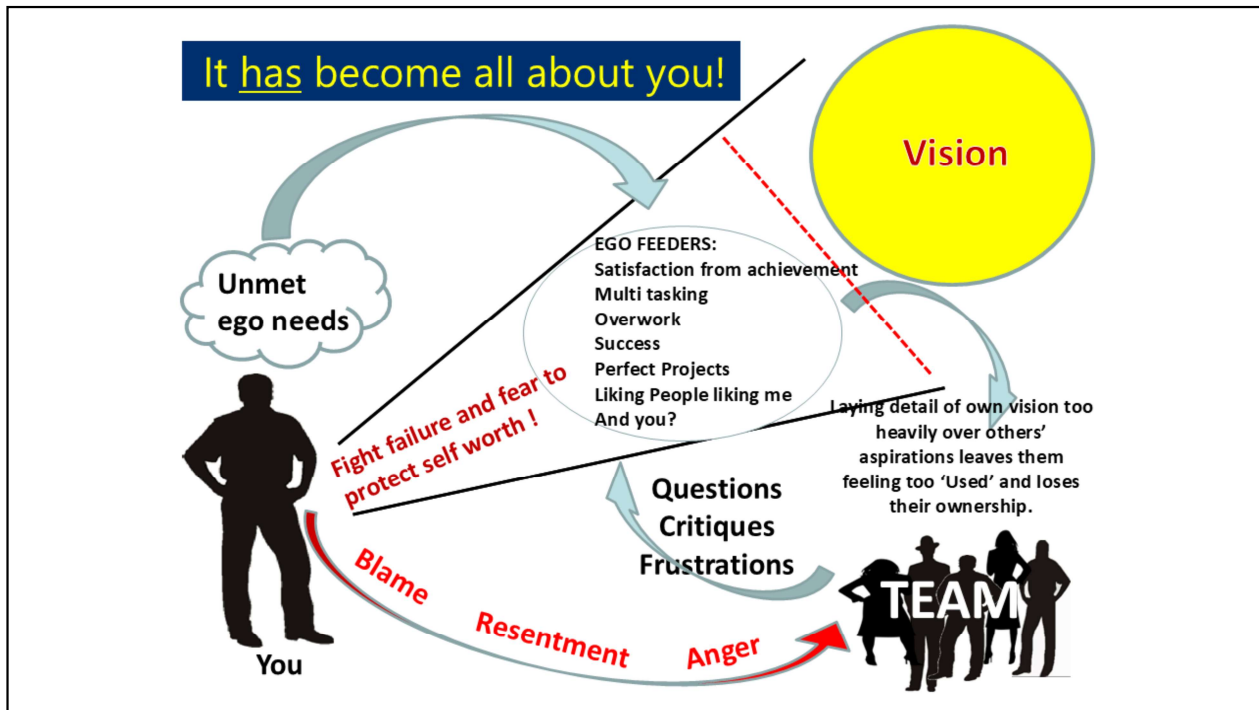 It has become all about you!
Vision
Unmet
ego needs
EGO FEEDERS:
Satisfaction from achievement
Multi tasking
Overwork
Success
Perfect Projects
Liking People liking me
And you?
Fight failure and fear to
protect self worth !
Laying detail of own vision too
heavily over others’
aspirations leaves them
feeling too ‘Used’ and loses
their ownership.
Questions
Critiques
Frustrations
Blame
Resentment
Anger
TEAM
You